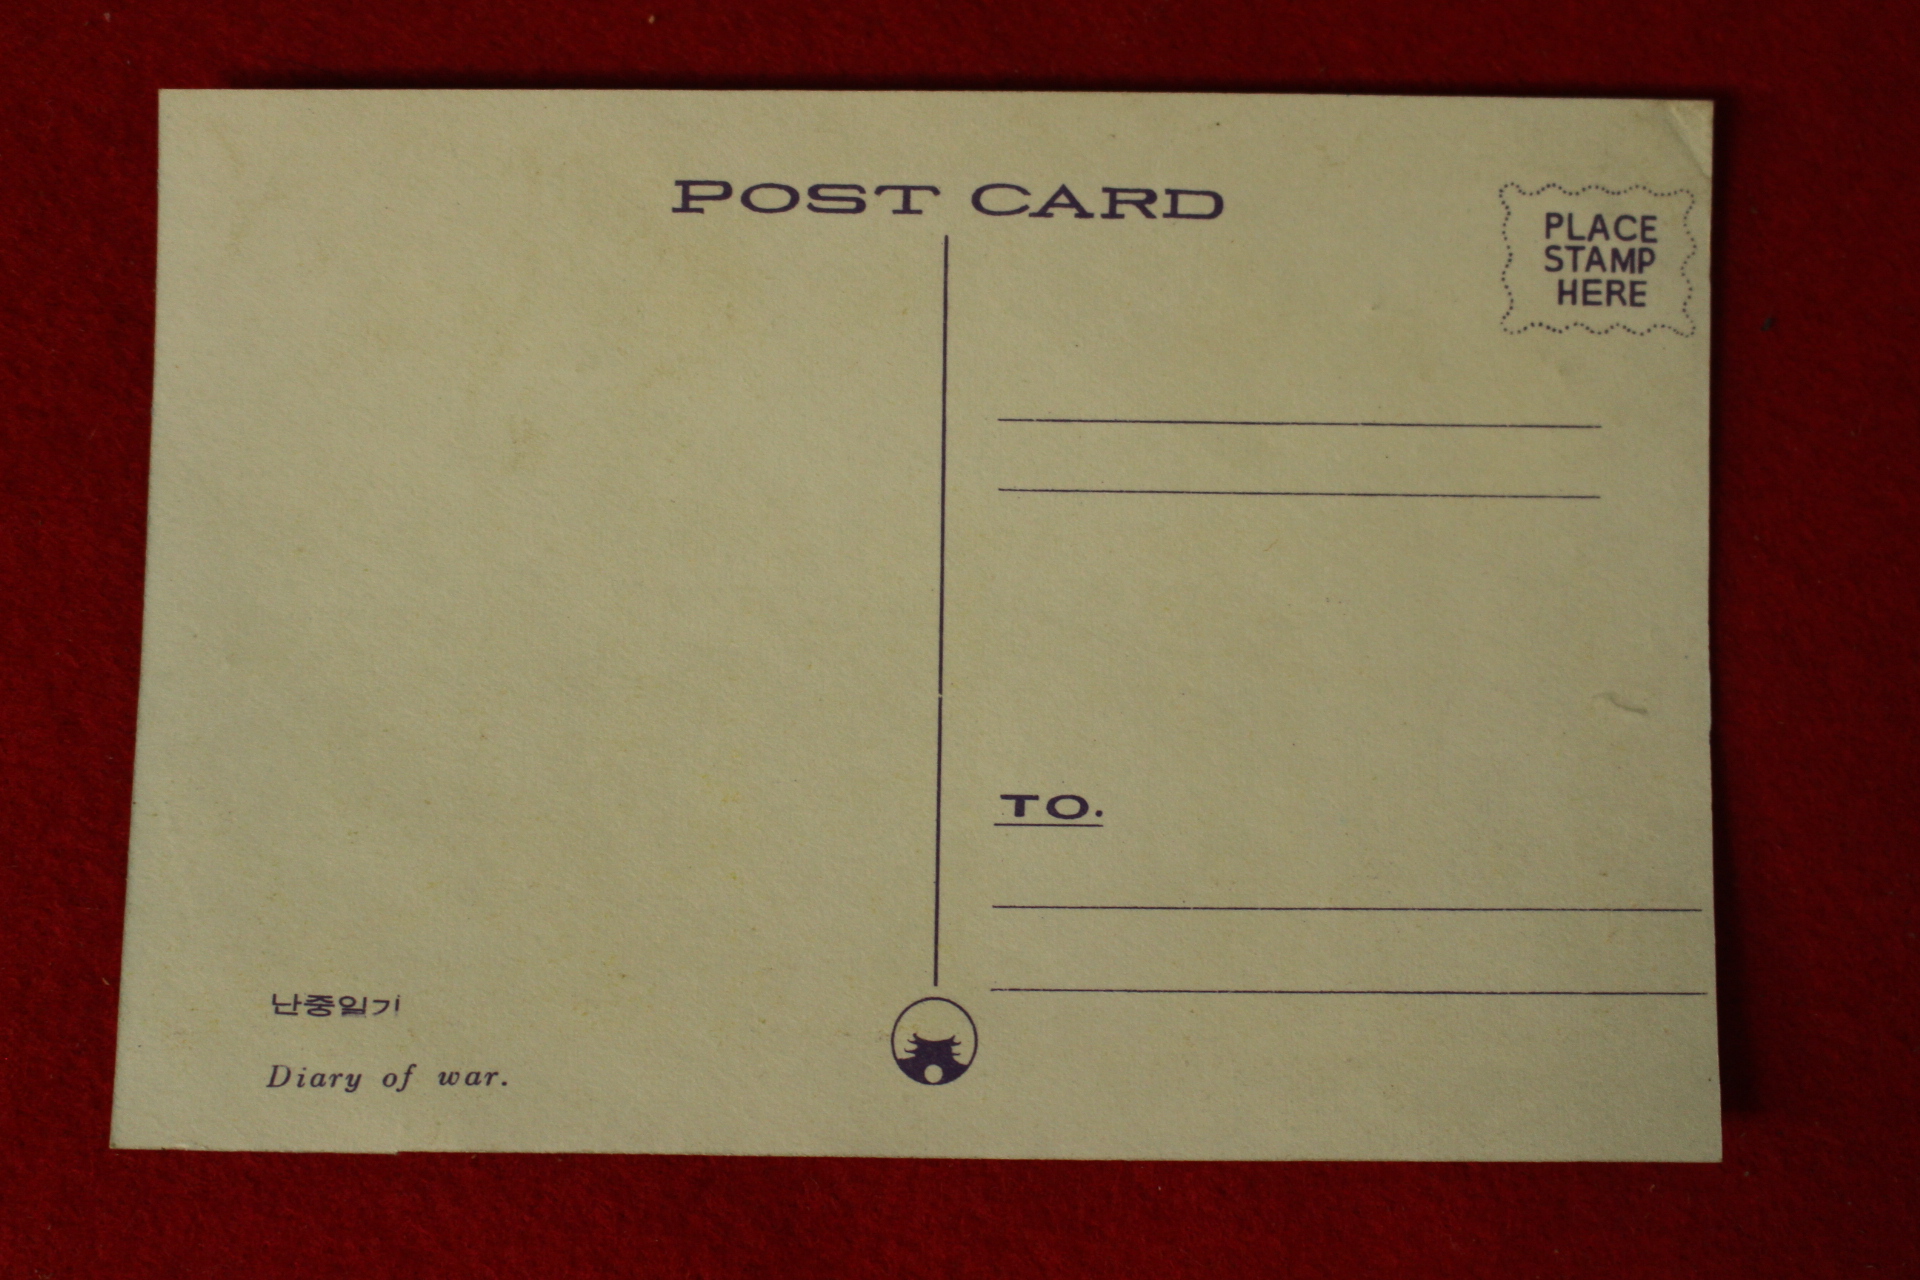 POST CARD
PLACE
STAMP
HERE
TO.
난중일기
Diary of war.